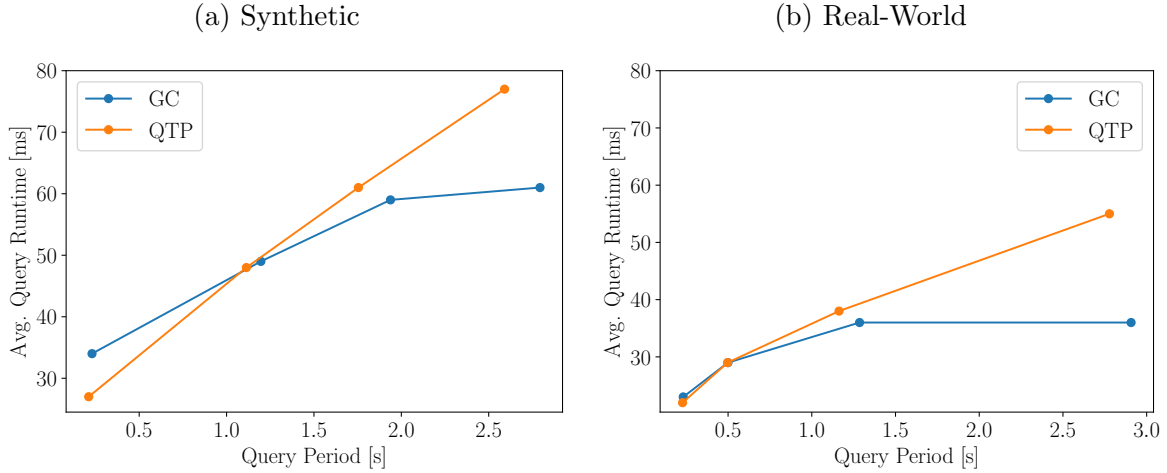 (a) Synthetic
80
70
60
50
40
30
Avg. Query Runtime [ms]
GC
QTP
0.5 1.0 1.5 2.0 2.5
Query Period [s]
(b) Real-World
80
70
60
50
40
30
Avg. Query Runtime [ms]
GC
QTP
0.5 1.0 1.5 2.0 2.5 3.0
Query Period [s]